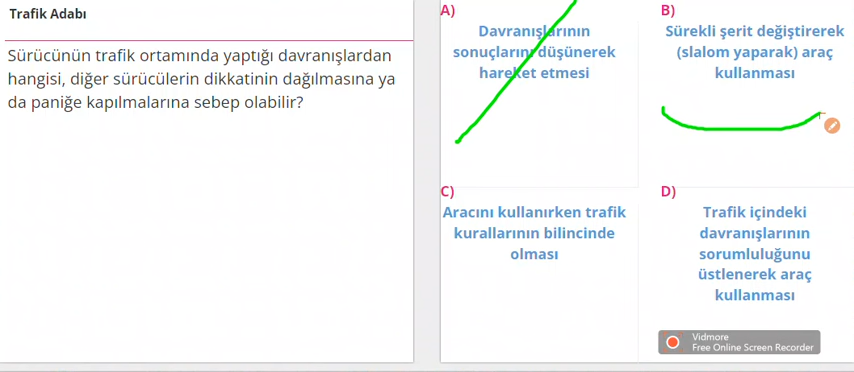 Trafik Adabı
Sürücünün trafik ortamında yaptığı davranışlardan
hangisi, diğer sürücülerin dikkatinin dağılmasına ya
da paniğe kapılmalarına sebep olabilir?
A)
Davranışlarının
sonuçlarını düşünerek
hareket etmesi
B)
Sürekli şerit değiştirerek
(slalom yaparak) araç
kullanması
C)
Aracını kullanırken trafik
kurallarının bilincinde
olması
D)
Trafik içindeki
davranışlarının
sorumluluğunu
üstlenerek araç
kullanması
Vidmore
Free Online Screen Recorder